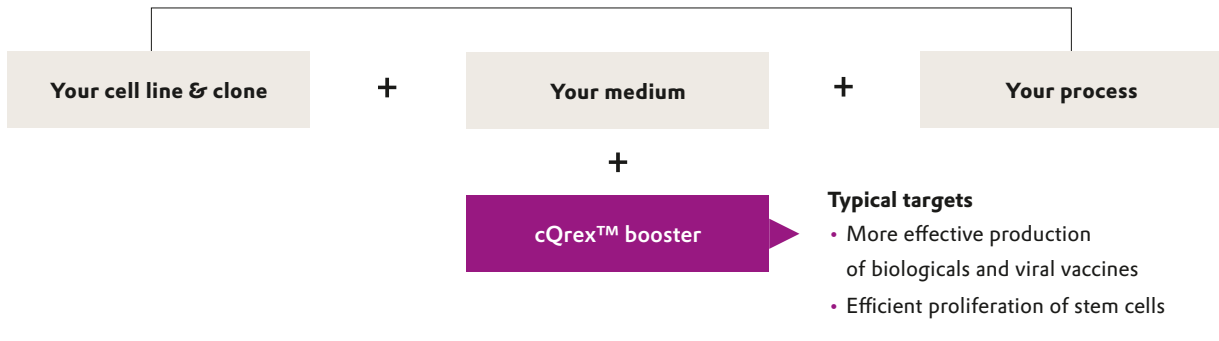 Your cell line & clone + Your medium + Your process
+
cQrex™ booster
Typical targets
• More effective production
of biologicals and viral vaccines
• Efficient proliferation of stem cells